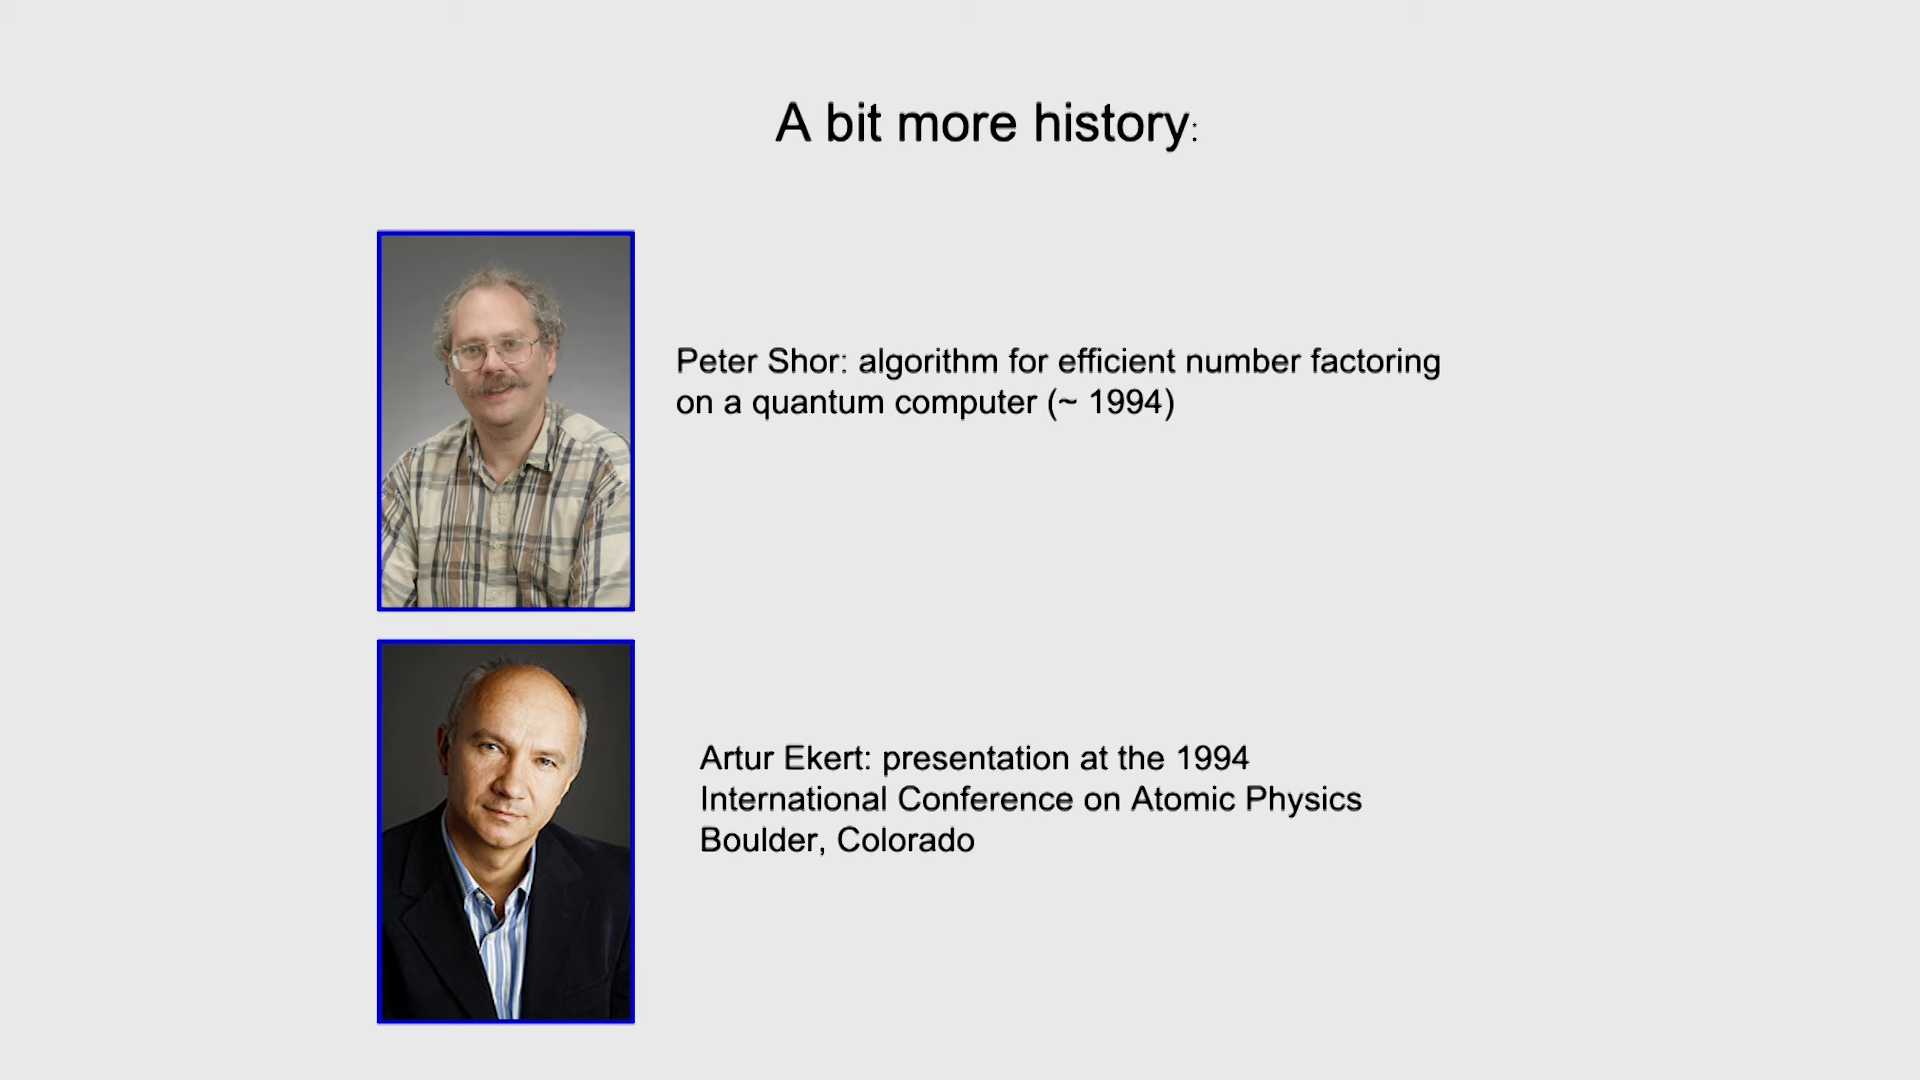 A bit more history:
Peter Shor: algorithm for efficient number factoring
on a quantum computer (~ 1994)
Artur Ekert: presentation at the 1994
International Conference on Atomic Physics
Boulder, Colorado